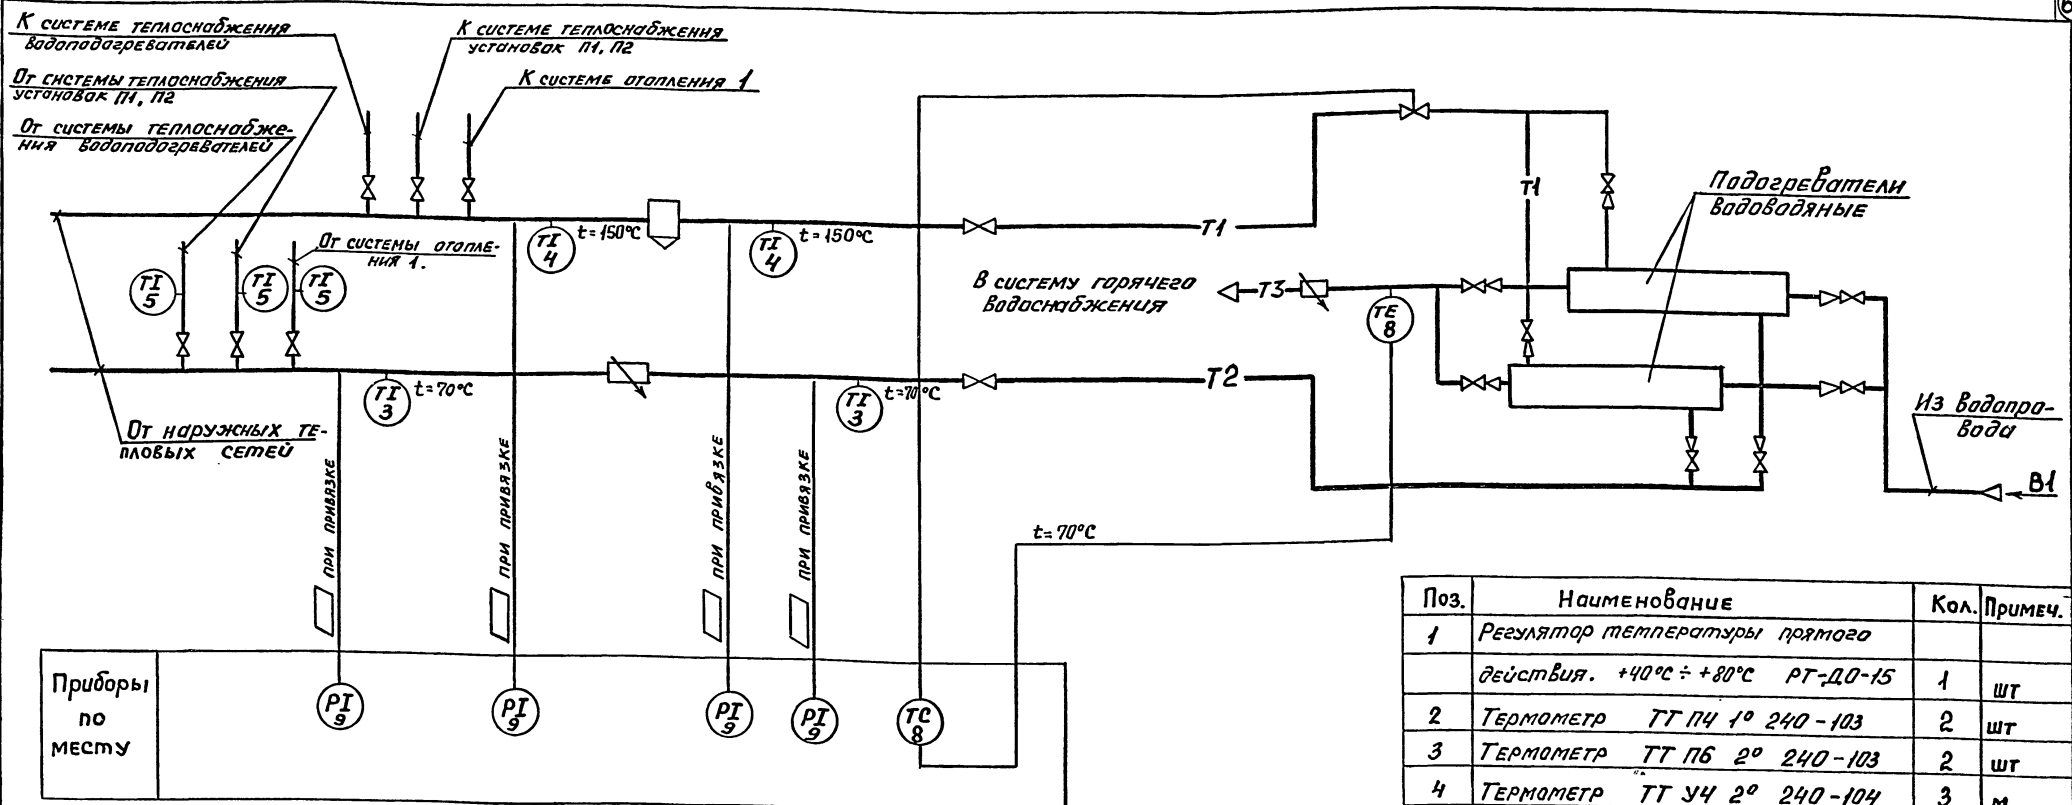 6
К системе теплоснабжения
водоподогревателей
От системы теплоснабжения
установок П1, П2
От системы теплоснабже-
ния водоподогревателей
К системе теплоснабжения
установок П1, П2
К системе отопления 1
От системы отопле-
ния 1.
TI
5
TI
5
TI
5
TI
4
t=150°C
TI
4
t=150°C
T1
T1
Подогреватели
водоводяные
В систему горячего
водоснабжения
T3
TE
8
TI
3
t=70°C
TI
3
t=70°C
T2
От наружных те-
пловых сетей
Из водопро-
вода
B1
при привязке
при привязке
при привязке
при привязке
t=70°C
Приборы
по
месту
PI
9
PI
9
PI
9
PI
9
TC
8
Поз. Наименование Кол. Примеч.
1 Регулятор температуры прямого
действия. +40°C ÷ +80°C РТ-ДО-15 1 шт
2 Термометр ТТ П4 1° 240-103 2 шт
3 Термометр ТТ П6 2° 240-103 2 шт
4 Термометр ТТ У4 2° 240-104 3 м